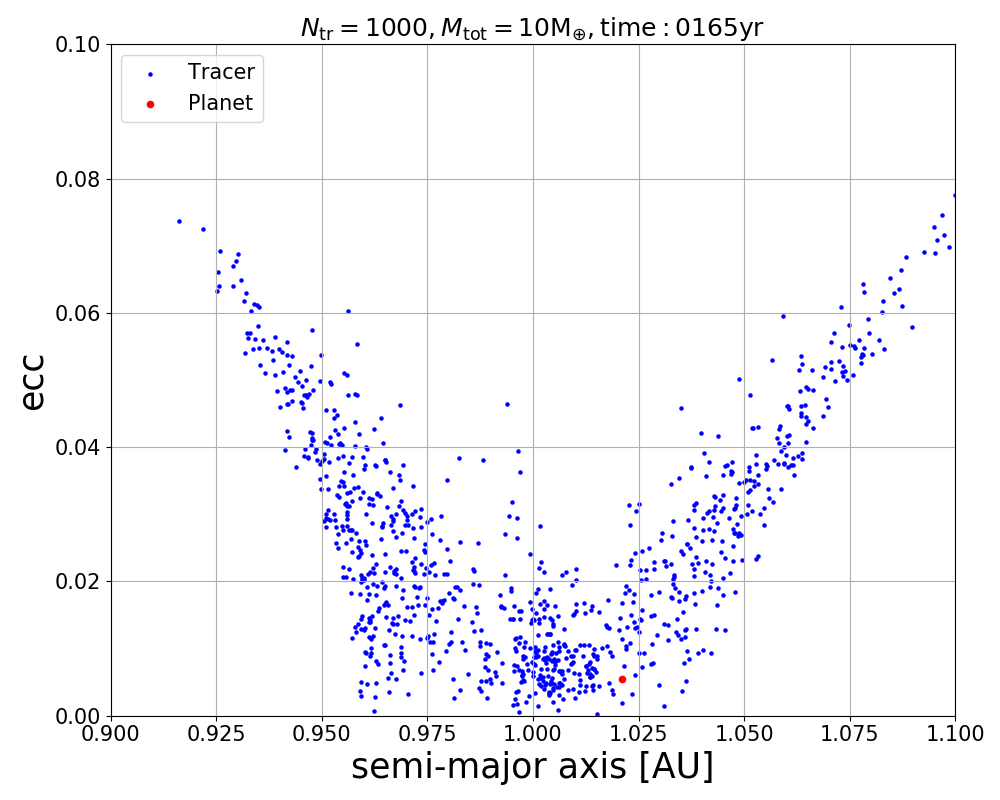 N_tr = 1000, M_tot = 10M_⊕, time : 0165yr
Tracer
Planet
ecc
0.10
0.08
0.06
0.04
0.02
0.00
0.900 0.925 0.950 0.975 1.000 1.025 1.050 1.075 1.100
semi-major axis [AU]